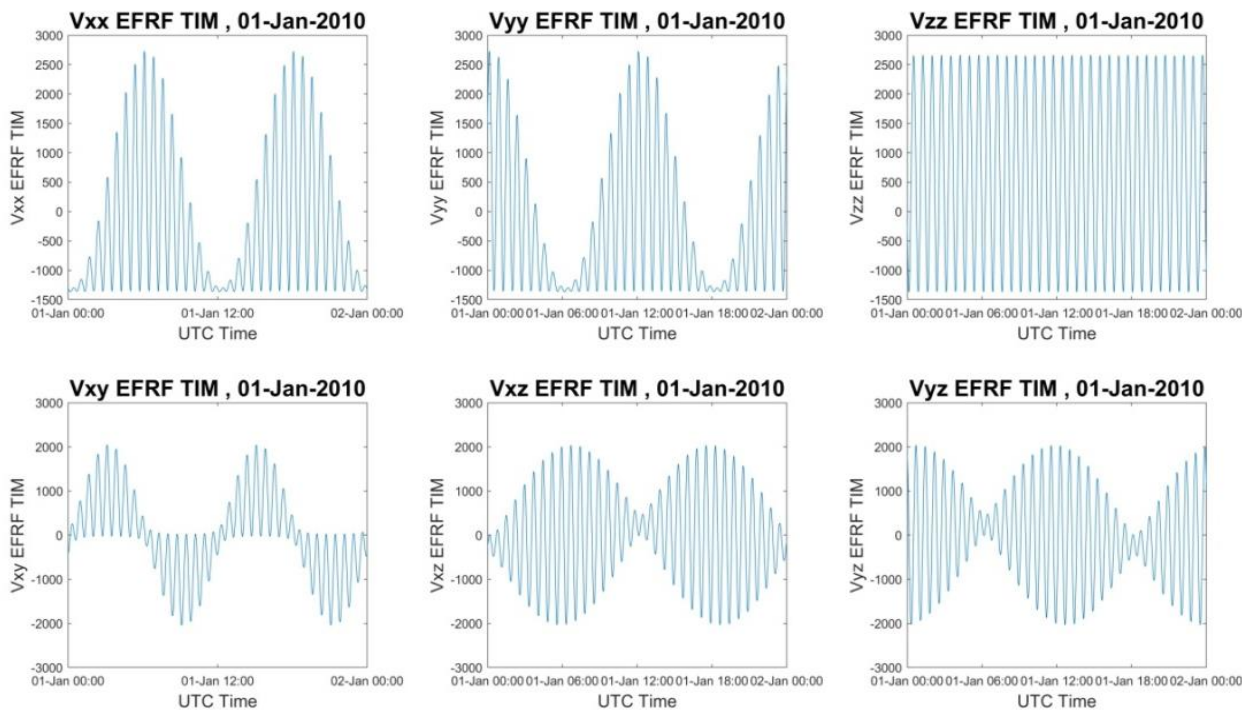 Vxx EFRF TIM , 01-Jan-2010
Vxx EFRF TIM
3000
2500
2000
1500
1000
500
0
-500
-1000
-1500
01-Jan 00:00 01-Jan 12:00 02-Jan 00:00
UTC Time
Vyy EFRF TIM , 01-Jan-2010
Vyy EFRF TIM
3000
2500
2000
1500
1000
500
0
-500
-1000
-1500
01-Jan 00:00 01-Jan 06:00 01-Jan 12:00 01-Jan 18:00 02-Jan 00:00
UTC Time
Vzz EFRF TIM , 01-Jan-2010
Vzz EFRF TIM
3000
2500
2000
1500
1000
500
0
-500
-1000
-1500
01-Jan 00:00 01-Jan 06:00 01-Jan 12:00 01-Jan 18:00 02-Jan 00:00
UTC Time
Vxy EFRF TIM , 01-Jan-2010
Vxy EFRF TIM
3000
2000
1000
0
-1000
-2000
-3000
01-Jan 00:00 01-Jan 12:00 02-Jan 00:00
UTC Time
Vxz EFRF TIM , 01-Jan-2010
Vxz EFRF TIM
3000
2000
1000
0
-1000
-2000
-3000
01-Jan 00:00 01-Jan 06:00 01-Jan 12:00 01-Jan 18:00 02-Jan 00:00
UTC Time
Vyz EFRF TIM , 01-Jan-2010
Vyz EFRF TIM
3000
2000
1000
0
-1000
-2000
-3000
01-Jan 00:00 01-Jan 06:00 01-Jan 12:00 01-Jan 18:00 02-Jan 00:00
UTC Time